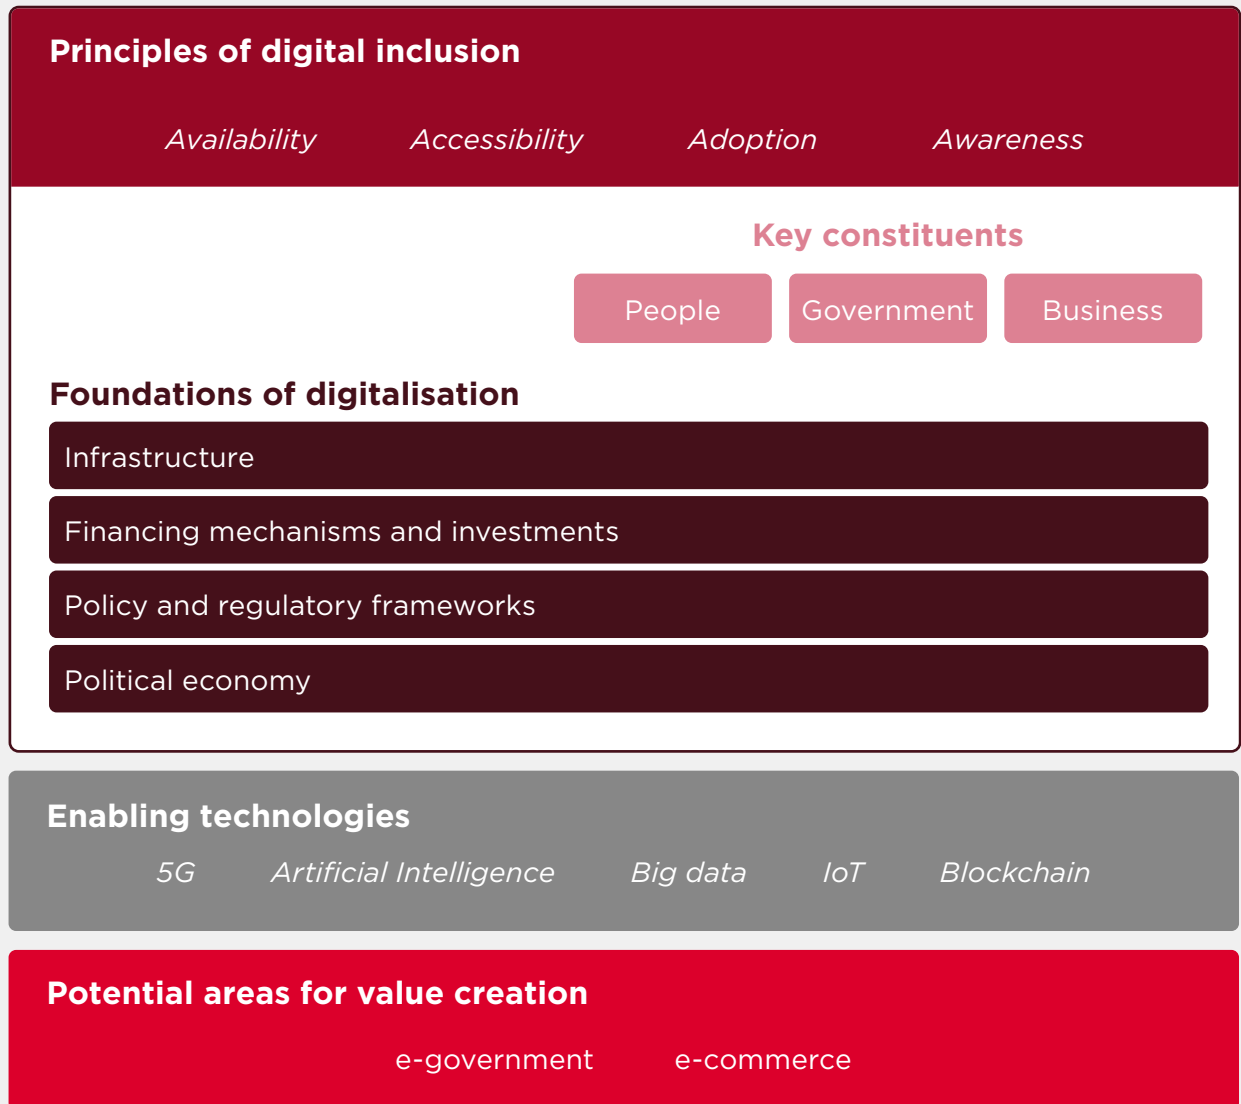 Principles of digital inclusion
Availability Accessibility Adoption Awareness
Key constituents
People Government Business
Foundations of digitalisation
Infrastructure
Financing mechanisms and investments
Policy and regulatory frameworks
Political economy
Enabling technologies
5G Artificial Intelligence Big data IoT Blockchain
Potential areas for value creation
e-government e-commerce